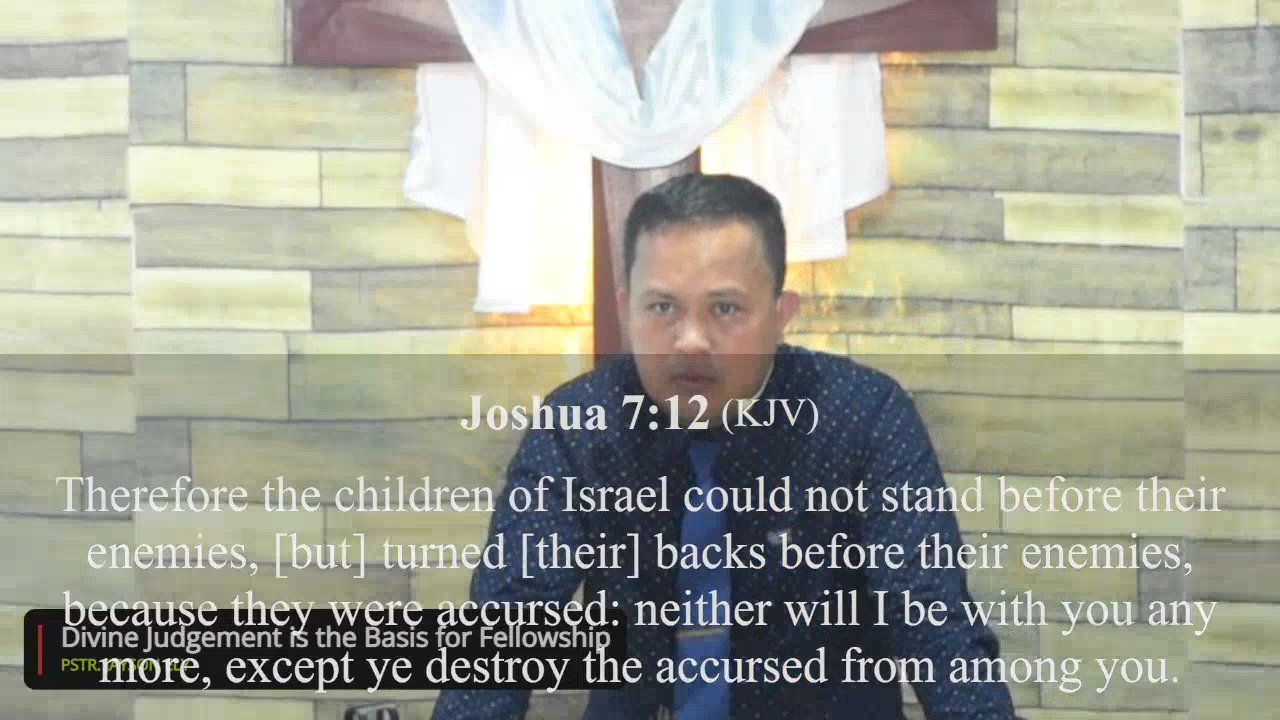 Joshua 7:12 (KJV)
Therefore the children of Israel could not stand before their
enemies, [but] turned [their] backs before their enemies,
because they were accursed: neither will I be with you any
more, except ye destroy the accursed from among you.
Divine Judgement is the Basis for Fellowship
PSTR.